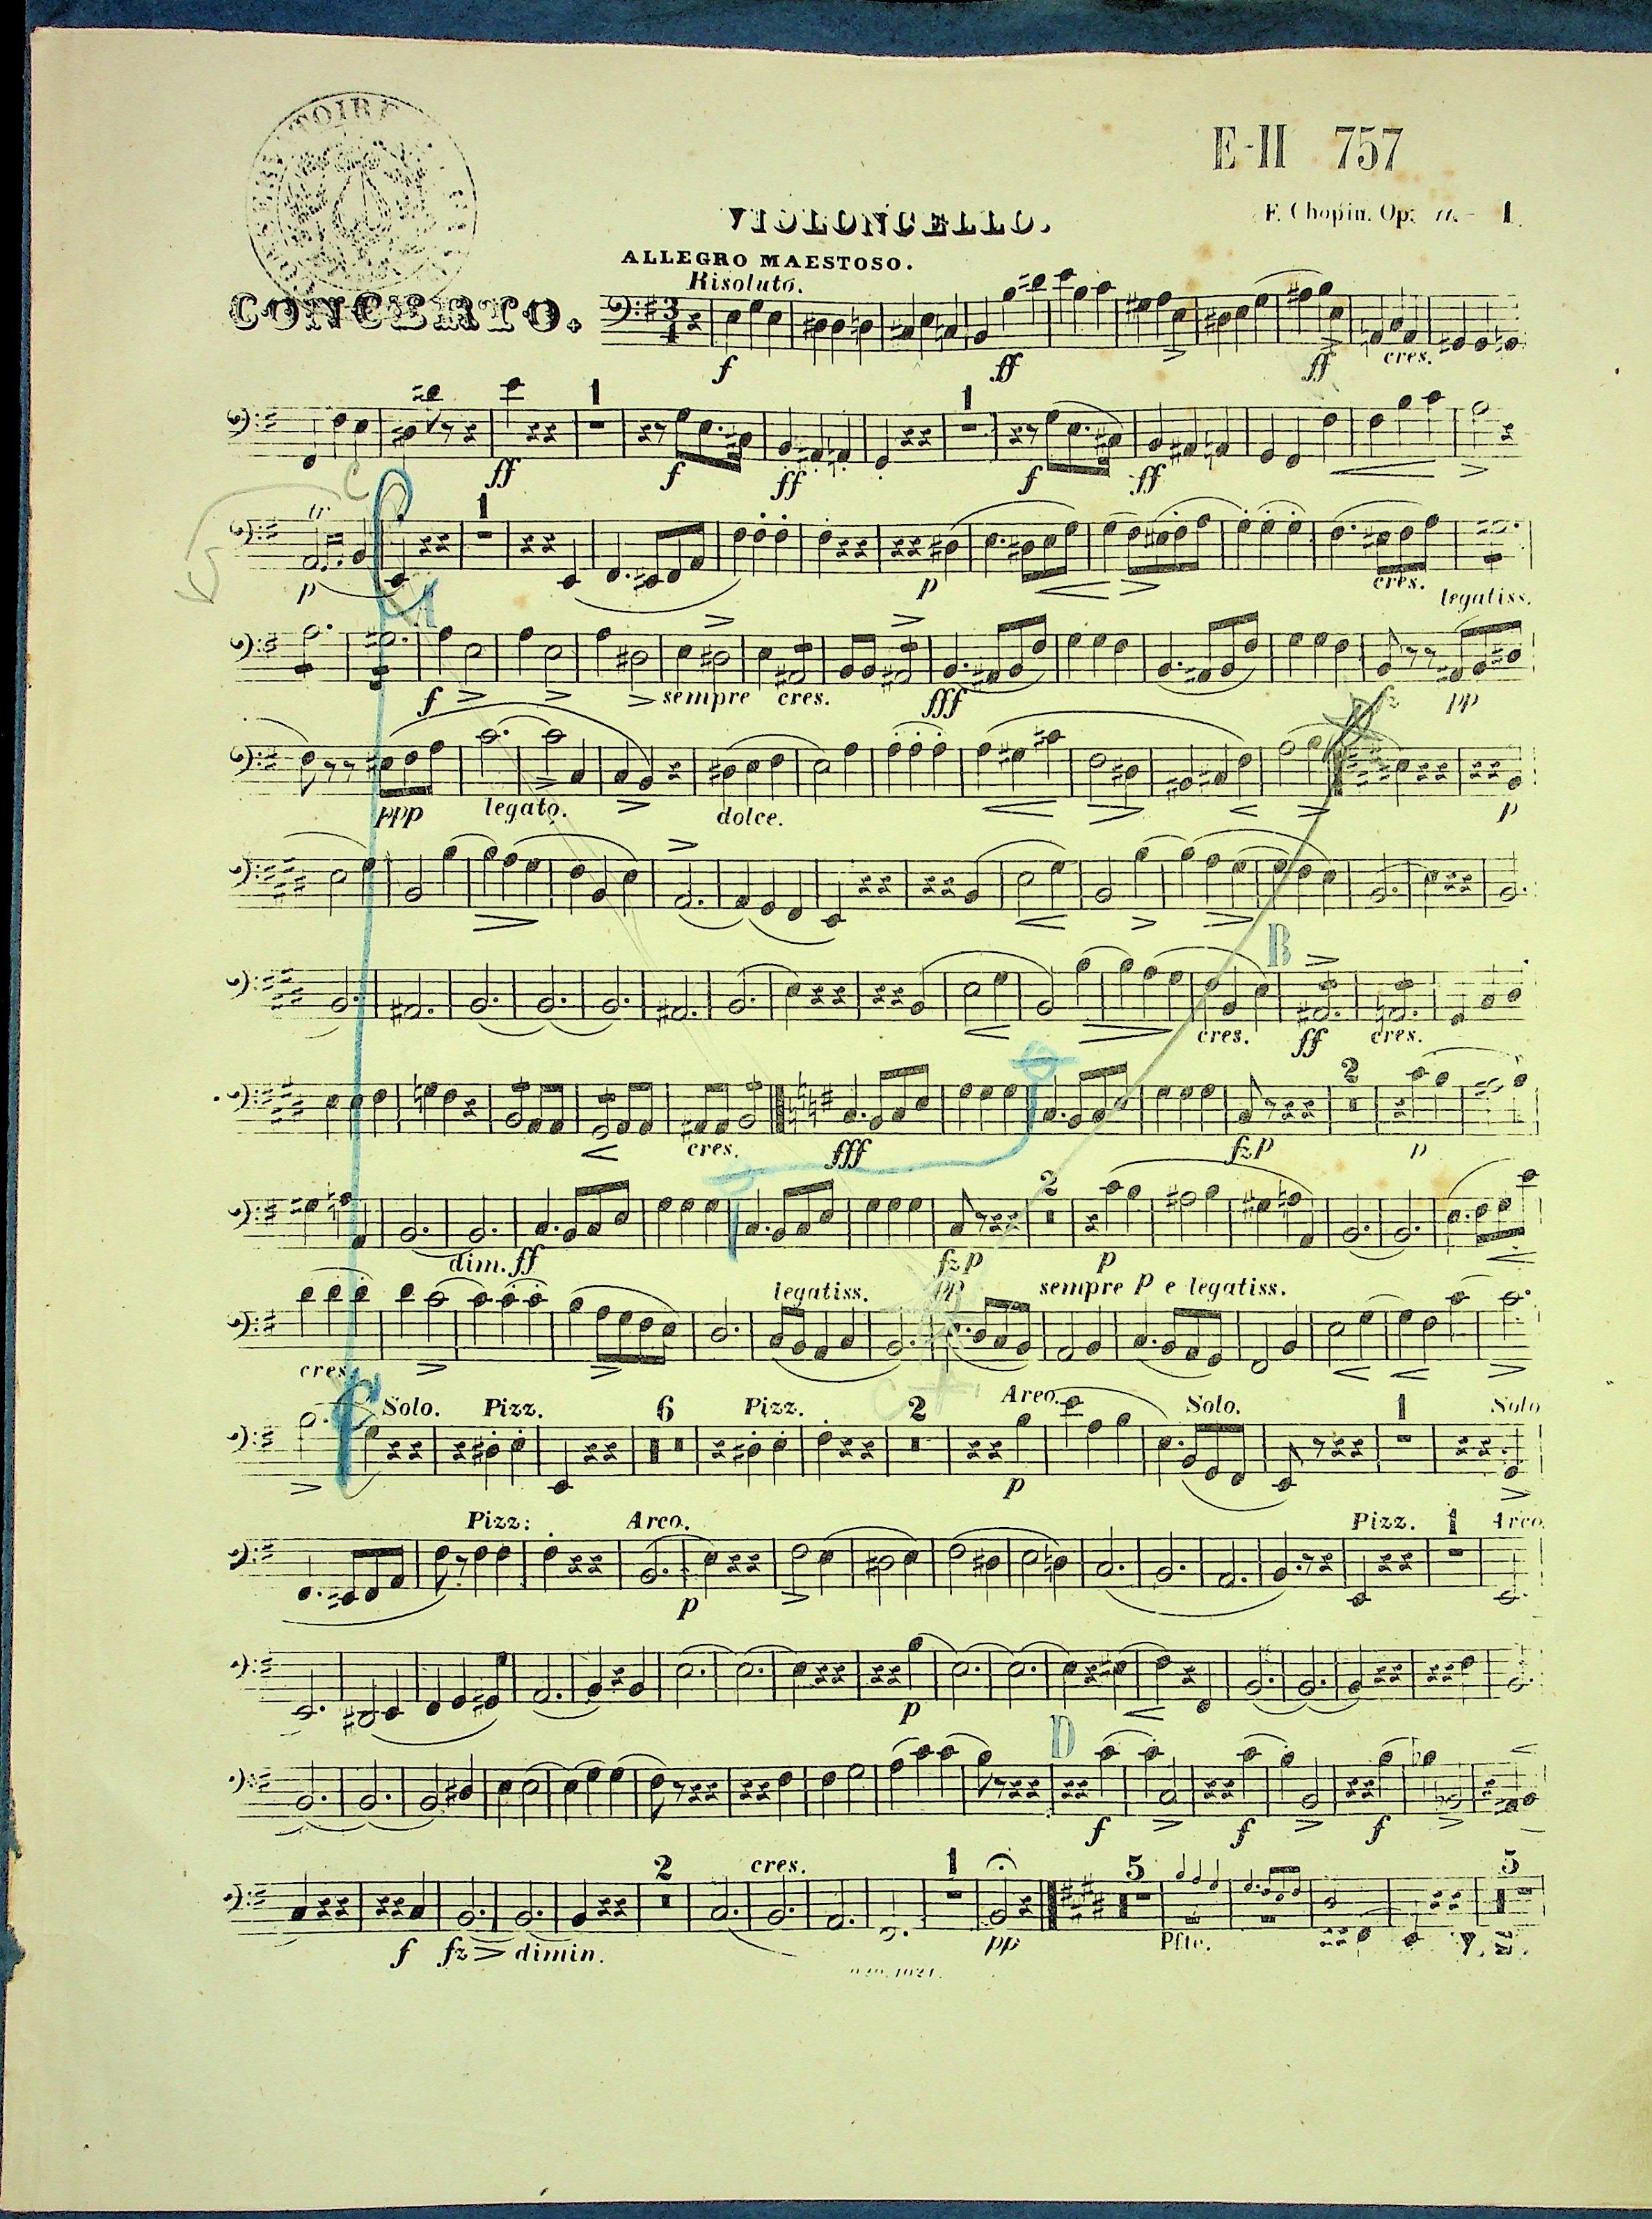 E-II 757
F. Chopin. Op: 11.- 1.
VIOLONCELLO.
ALLEGRO MAESTOSO.
Risoluto.
CONCERTO.
3 4
f ff ff cres.
1 1
ff f ff f ff
C
tr 1
p p cres. legatiss.
A
f sempre cres. fff fz pp
ppp legato. dolce. p
B
cres. ff cres.
2
cres. fff fzp p
2
dim. ff fzp p
legatiss. pp sempre p e legatiss.
cres.
C
Solo. Pizz. 6 Pizz. 2 Arco. Solo. 1 Solo
p
Pizz: Arco. Pizz. 1 Arco.
p
p
D
f f f
2 cres. 1 5 5
f fz dimin. pp Pfte.